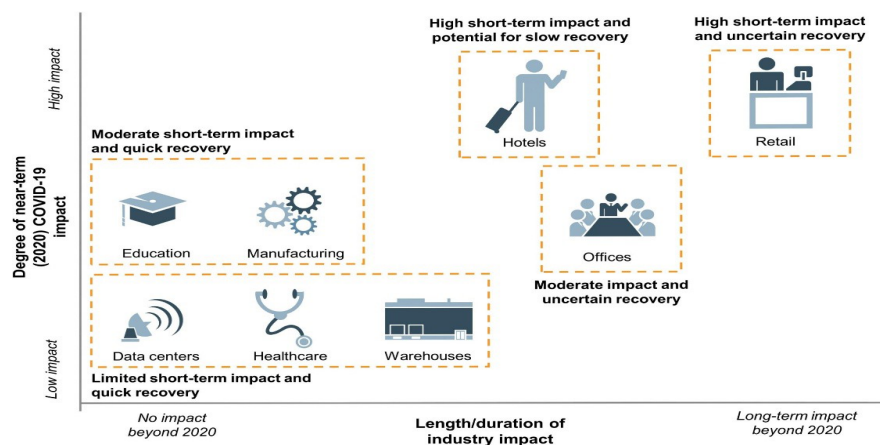 High short-term impact and
potential for slow recovery
High short-term impact
and uncertain recovery
High impact
Hotels
Retail
Moderate short-term impact
and quick recovery
Degree of near-term
(2020) COVID-19
impact
Education
Manufacturing
Offices
Moderate impact and
uncertain recovery
Data centers
Healthcare
Warehouses
Low impact
Limited short-term impact and
quick recovery
No impact
beyond 2020
Length/duration of
industry impact
Long-term impact
beyond 2020